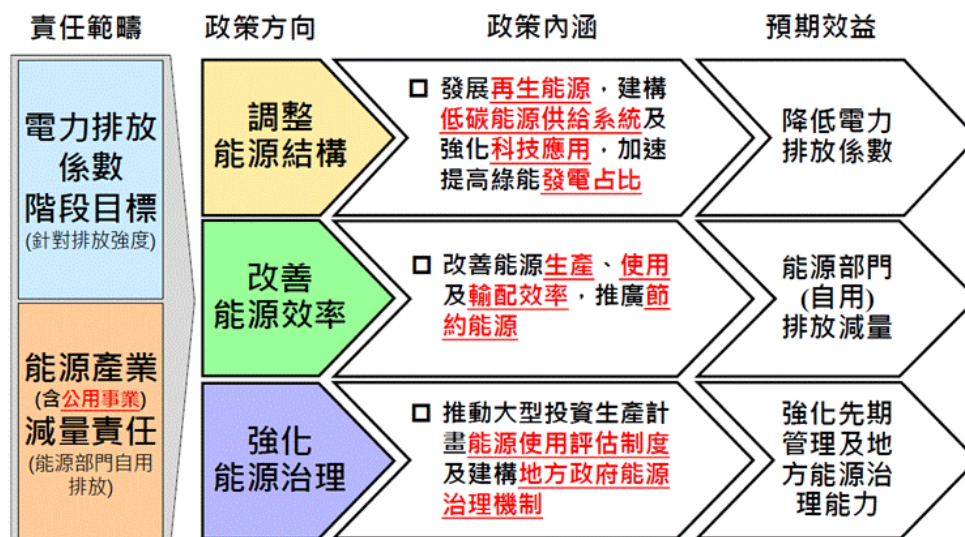 責任範疇
政策方向
政策內涵
預期效益
電力排放
係數
階段目標
(針對排放強度)
能源產業
(含公用事業)
減量責任
(能源部門自用
排放)
調整
能源結構
發展再生能源，建構
低碳能源供給系統及
強化科技應用，加速
提高綠能發電占比
降低電力
排放係數
改善
能源效率
改善能源生產、使用
及輸配效率，推廣節
約能源
能源部門
(自用)
排放減量
強化
能源治理
推動大型投資生產計
畫能源使用評估制度
及建構地方政府能源
治理機制
強化先期
管理及地
方能源治
理能力